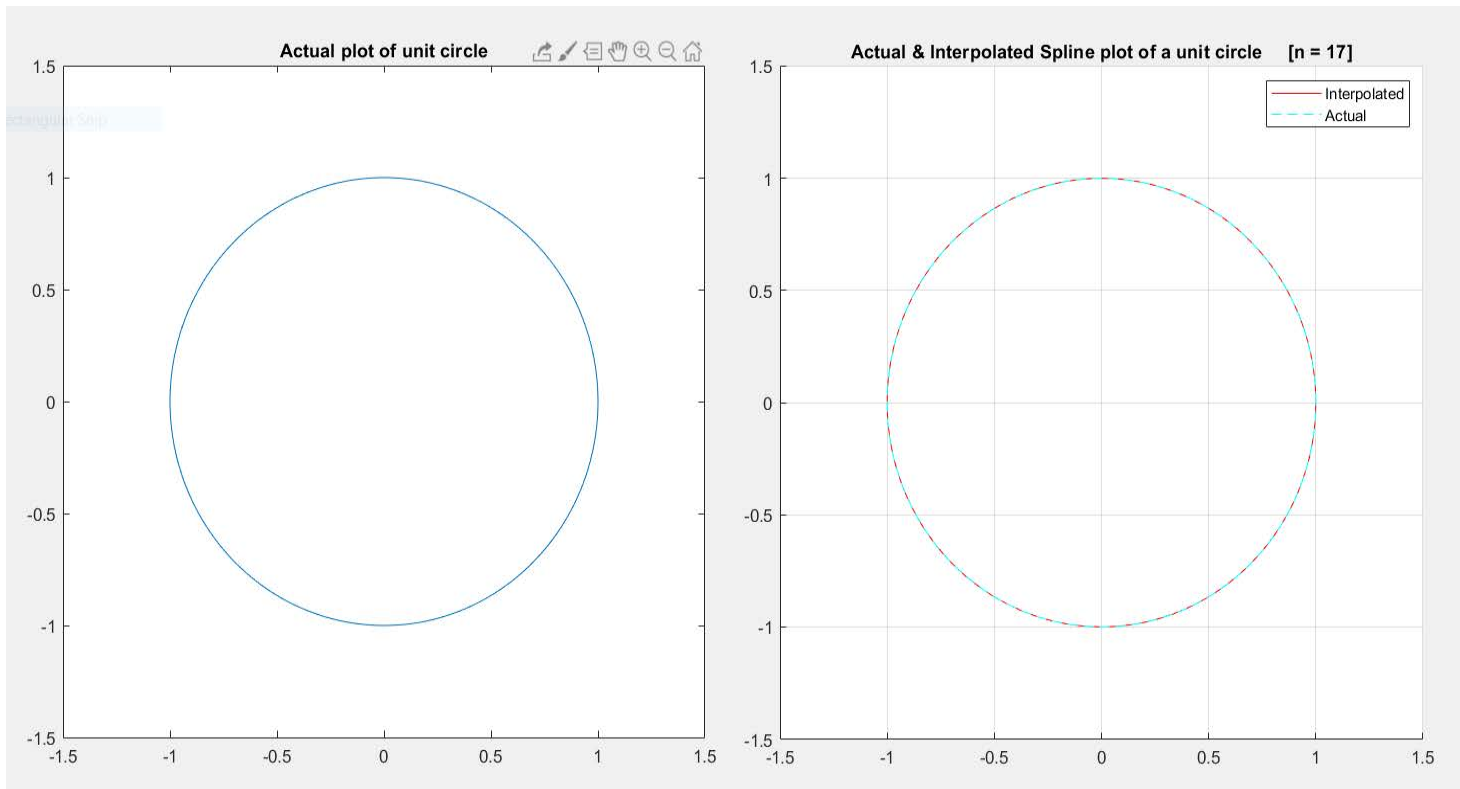 Actual plot of unit circle
1.5
1
0.5
0
-0.5
-1
-1.5
-1.5 -1 -0.5 0 0.5 1 1.5
Rectangular Snip
Actual & Interpolated Spline plot of a unit circle [n = 17]
Interpolated
Actual
1.5
1
0.5
0
-0.5
-1
-1.5
-1.5 -1 -0.5 0 0.5 1 1.5